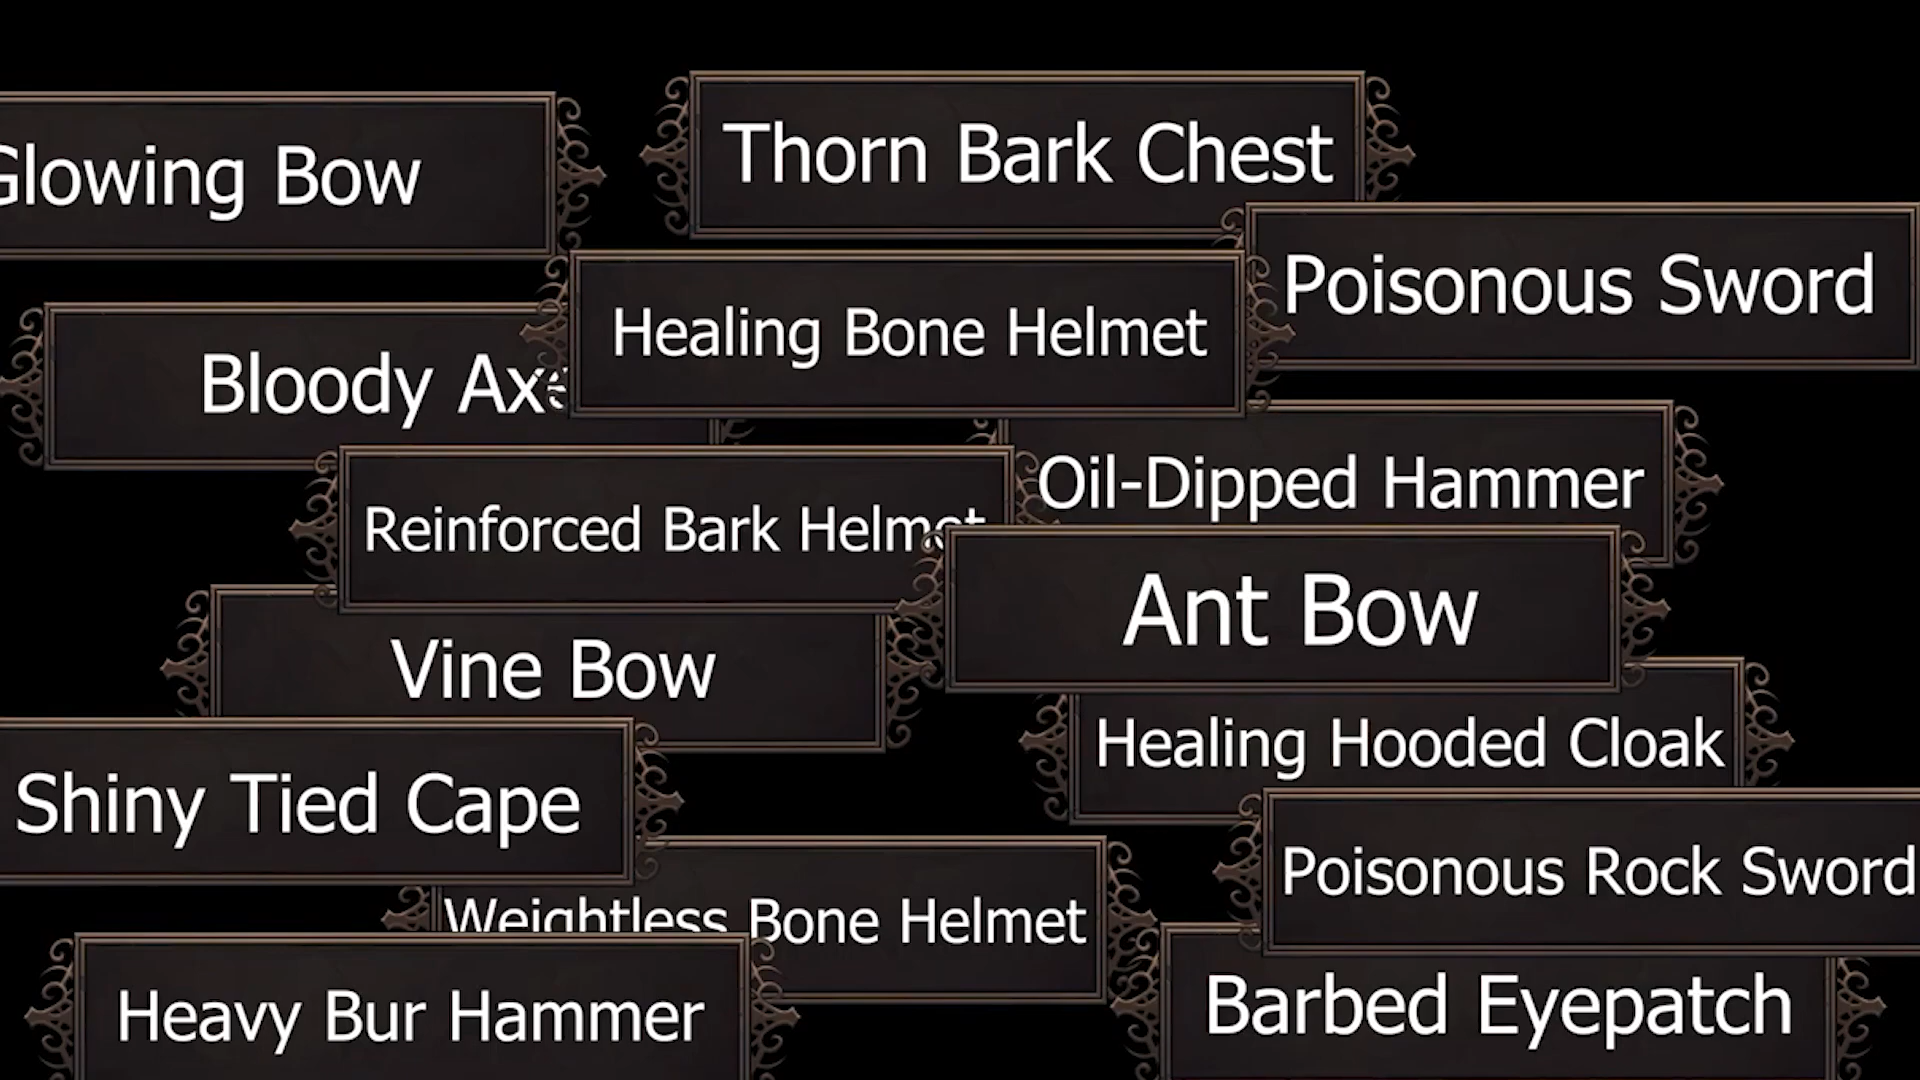 Glowing Bow
Thorn Bark Chest
Poisonous Sword
Healing Bone Helmet
Bloody Axe
Oil-Dipped Hammer
Reinforced Bark Helmet
Ant Bow
Vine Bow
Healing Hooded Cloak
Shiny Tied Cape
Poisonous Rock Sword
Weightless Bone Helmet
Barbed Eyepatch
Heavy Bur Hammer